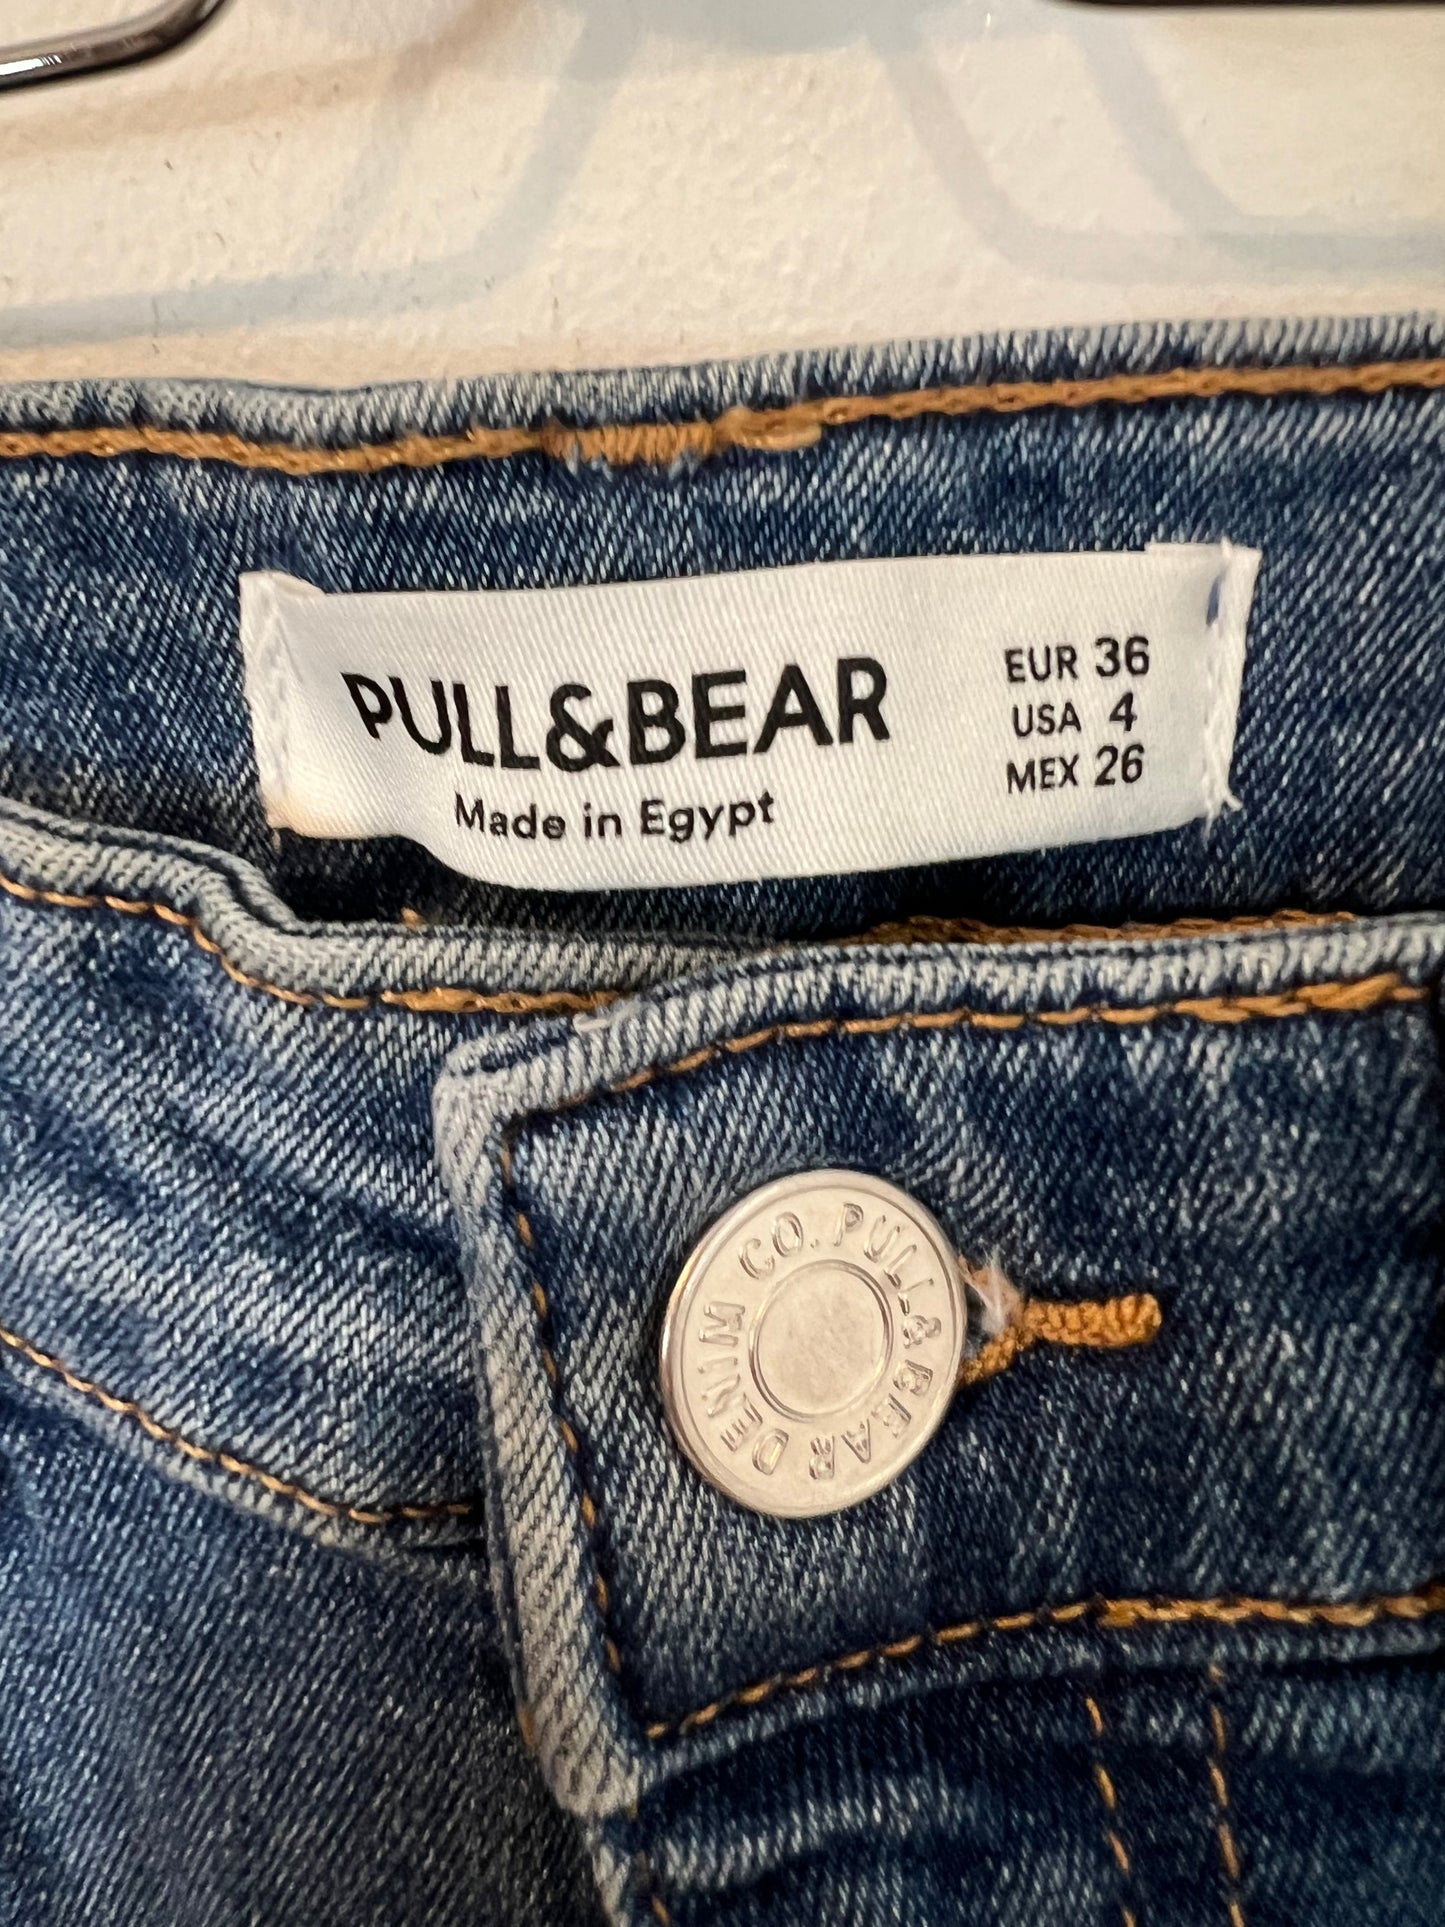 PULL&BEAR
Made in Egypt
EUR 36
USA 4
MEX 26
PULL&BEAR DENIM CO.